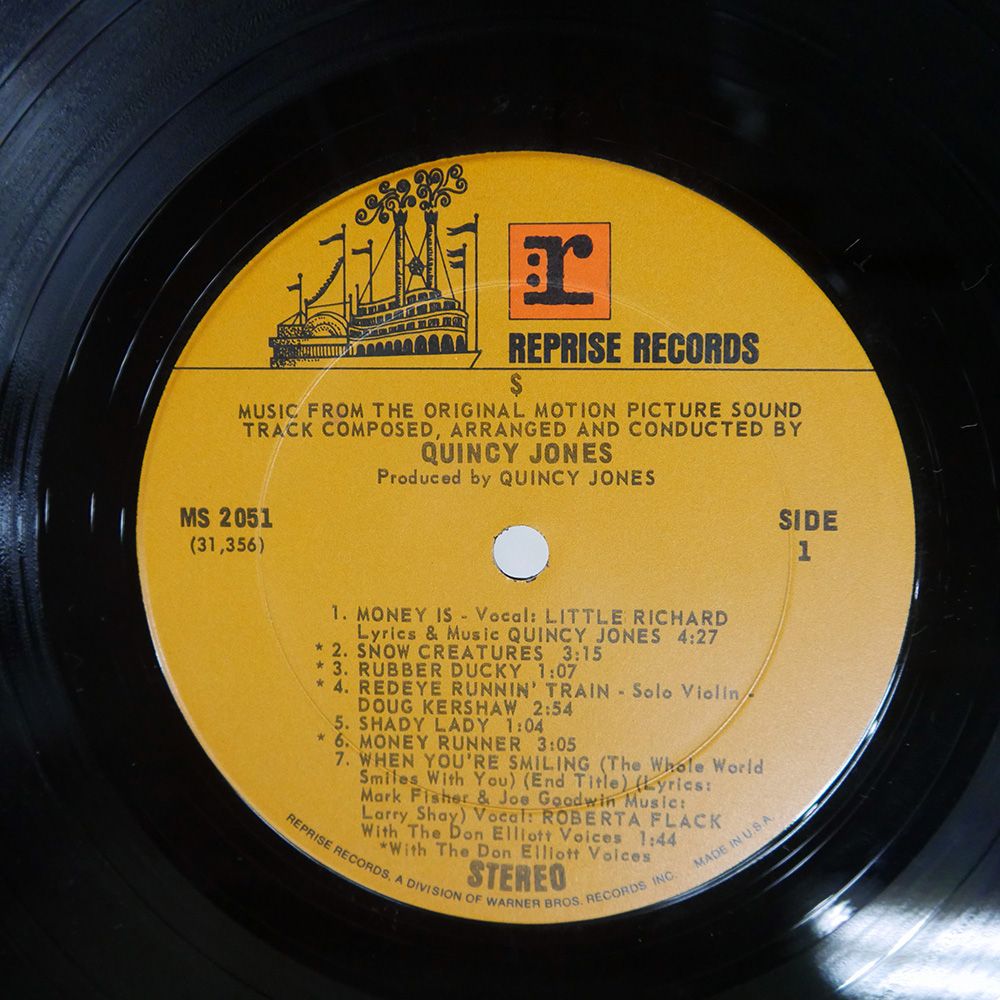 r
REPRISE RECORDS
$
MUSIC FROM THE ORIGINAL MOTION PICTURE SOUND
TRACK COMPOSED, ARRANGED AND CONDUCTED BY
QUINCY JONES
Produced by QUINCY JONES
MS 2051
(31,356)
SIDE
1
1. MONEY IS - Vocal: LITTLE RICHARD
Lyrics & Music QUINCY JONES 4:27
* 2. SNOW CREATURES 3:15
* 3. RUBBER DUCKY 1:07
* 4. REDEYE RUNNIN' TRAIN - Solo Violin -
DOUG KERSHAW 2:54
5. SHADY LADY 1:04
* 6. MONEY RUNNER 3:05
7. WHEN YOU'RE SMILING (The Whole World
Smiles With You) (End Title) (Lyrics:
Mark Fisher & Joe Goodwin Music:
Larry Shay) Vocal: ROBERTA FLACK
With The Don Elliott Voices 1:44
*With The Don Elliott Voices
STEREO
REPRISE RECORDS, A DIVISION OF WARNER BROS. RECORDS INC. MADE IN U.S.A.